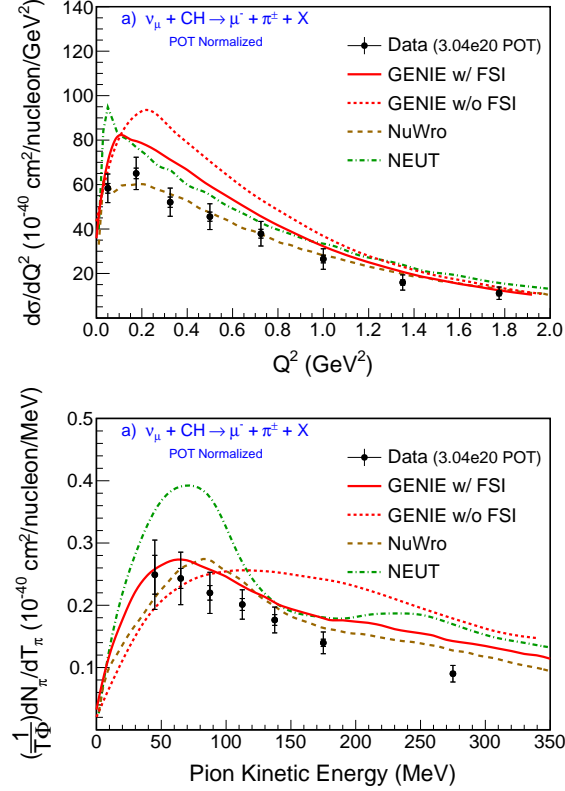 a) ν_μ + CH → μ⁻ + π^± + X
POT Normalized
Data (3.04e20 POT)
GENIE w/ FSI
GENIE w/o FSI
NuWro
NEUT
dσ/dQ² (10⁻⁴⁰ cm²/nucleon/GeV²)
140
120
100
80
60
40
20
0.0 0.2 0.4 0.6 0.8 1.0 1.2 1.4 1.6 1.8 2.0
Q² (GeV²)
a) ν_μ + CH → μ⁻ + π^± + X
POT Normalized
Data (3.04e20 POT)
GENIE w/ FSI
GENIE w/o FSI
NuWro
NEUT
(1/TΦ)dN_π/dT_π (10⁻⁴⁰ cm²/nucleon/MeV)
0.5
0.4
0.3
0.2
0.1
0 50 100 150 200 250 300 350
Pion Kinetic Energy (MeV)